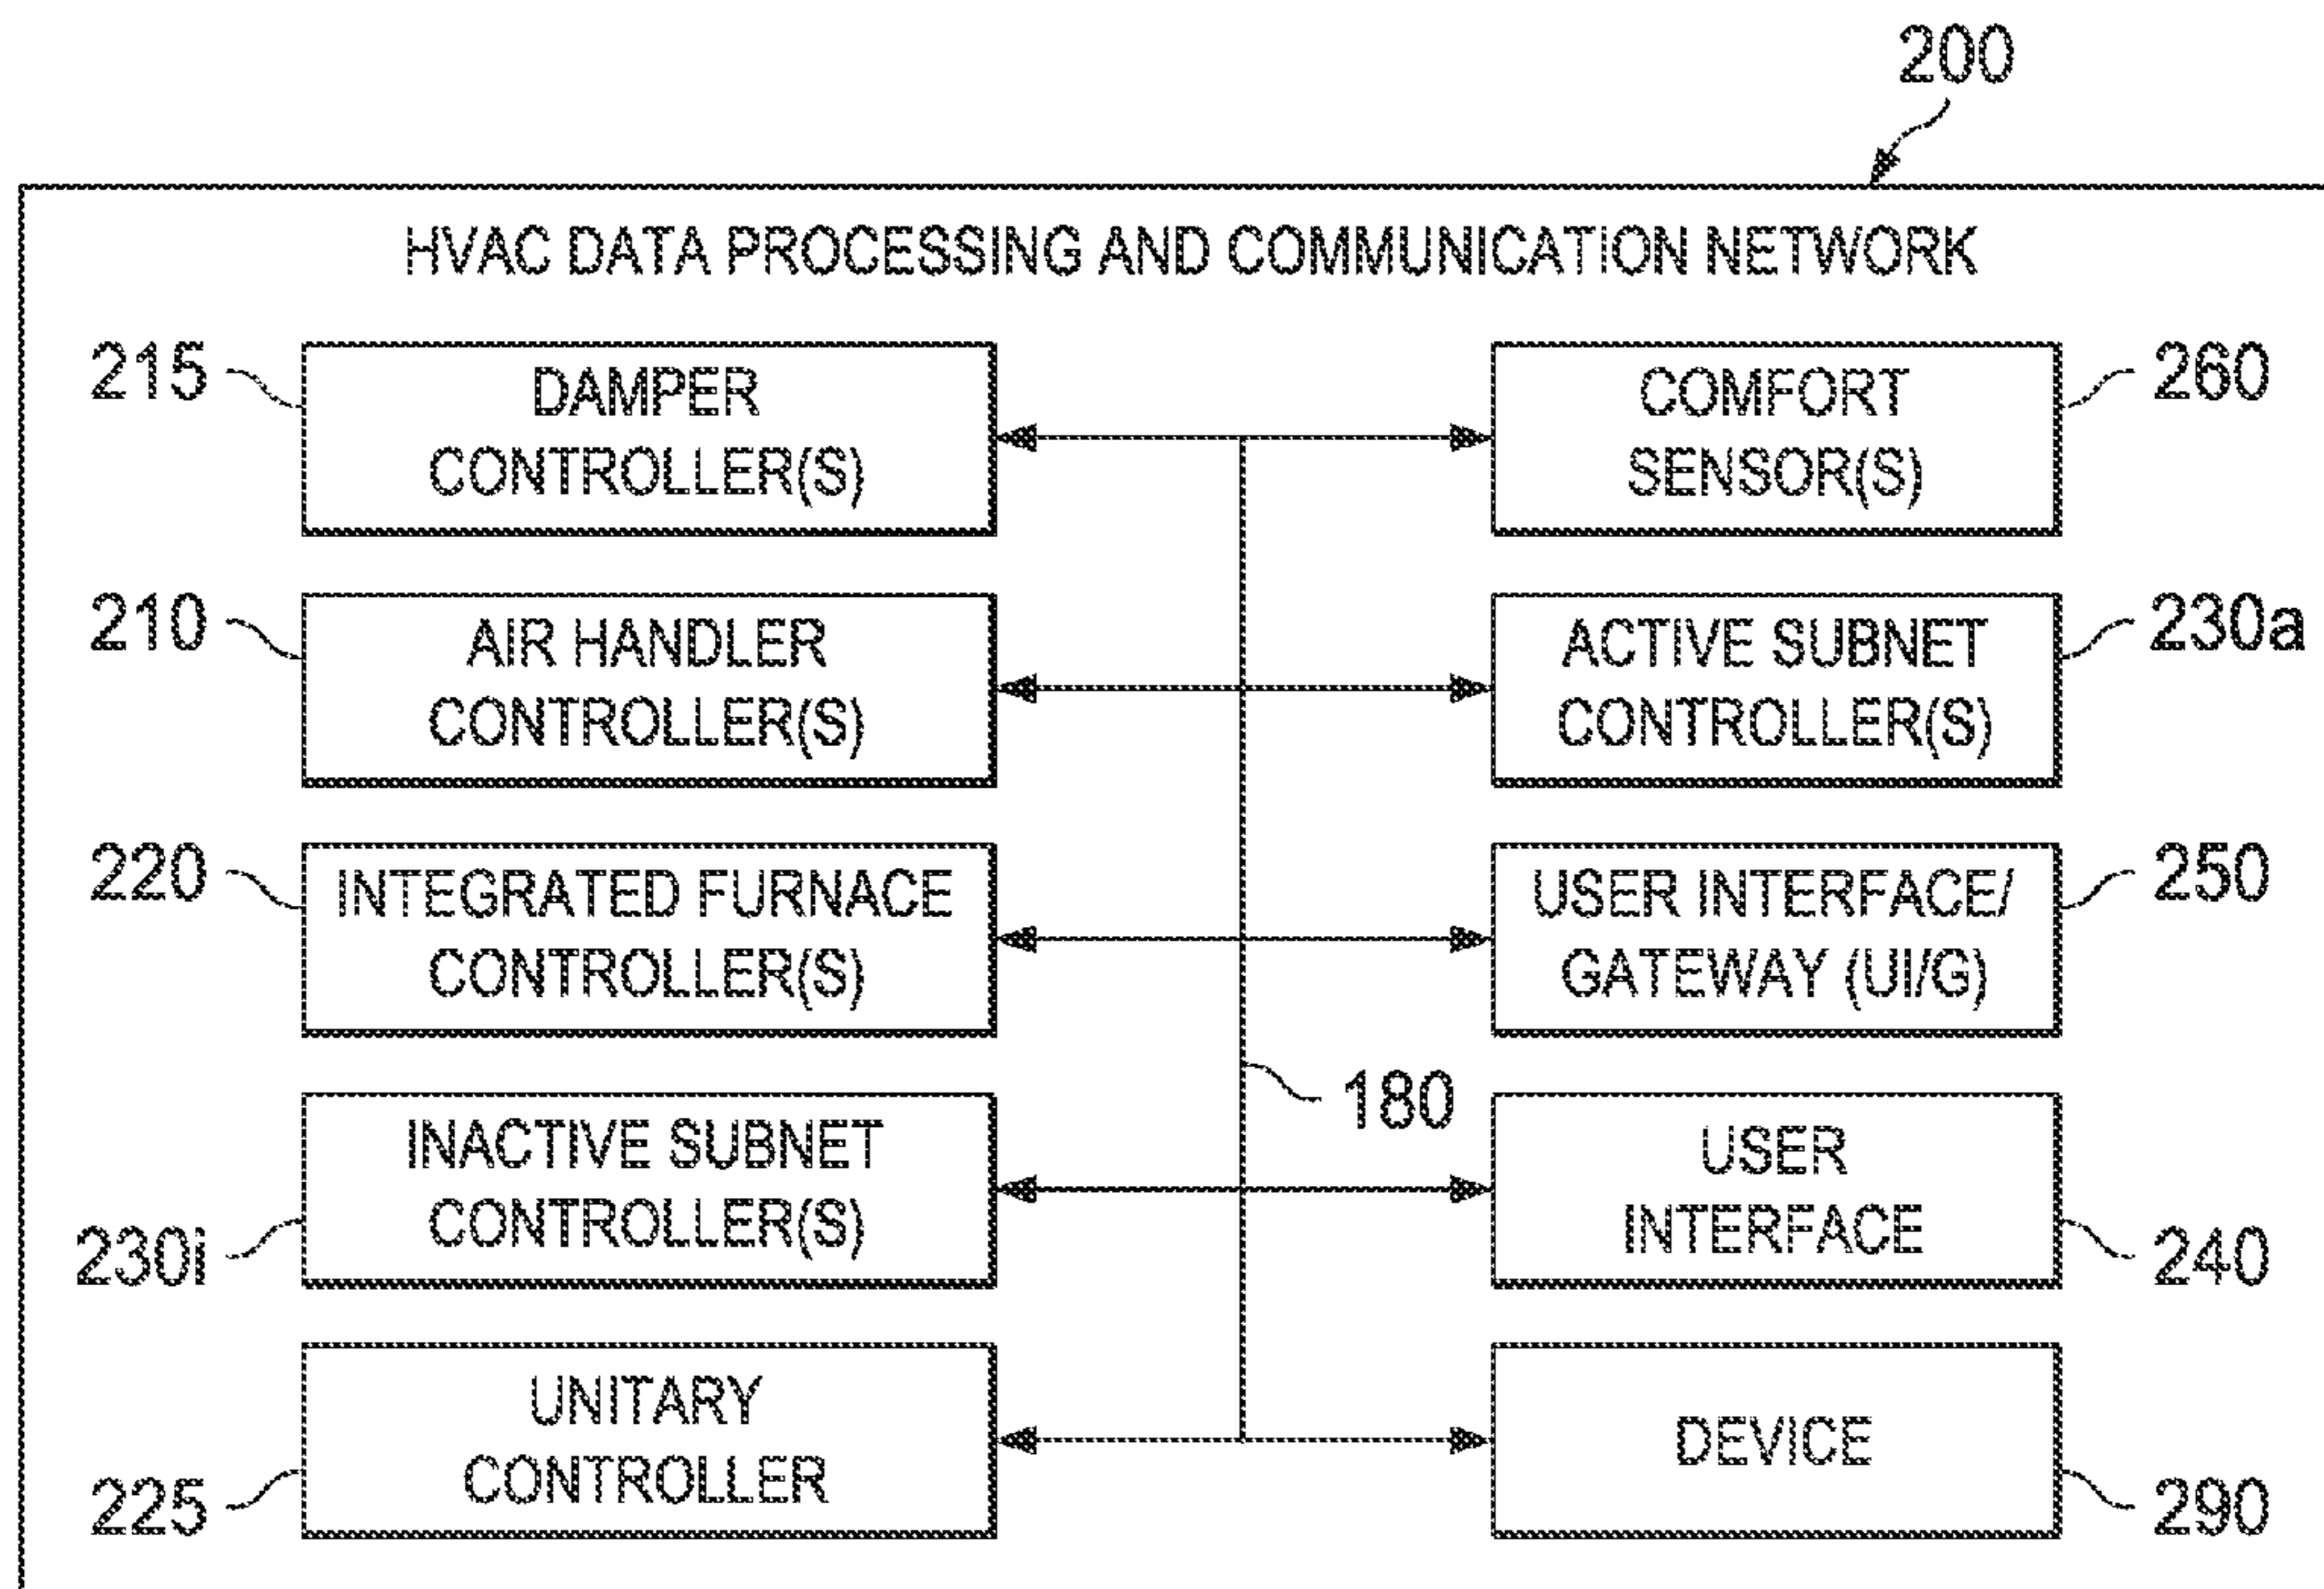 200
HVAC DATA PROCESSING AND COMMUNICATION NETWORK
215
DAMPER
CONTROLLER(S)
COMFORT
SENSOR(S)
260
210
AIR HANDLER
CONTROLLER(S)
ACTIVE SUBNET
CONTROLLER(S)
230a
220
INTEGRATED FURNACE
CONTROLLER(S)
USER INTERFACE/
GATEWAY (UI/G)
250
180
INACTIVE SUBNET
CONTROLLER(S)
230i
USER
INTERFACE
240
UNITARY
CONTROLLER
225
DEVICE
290